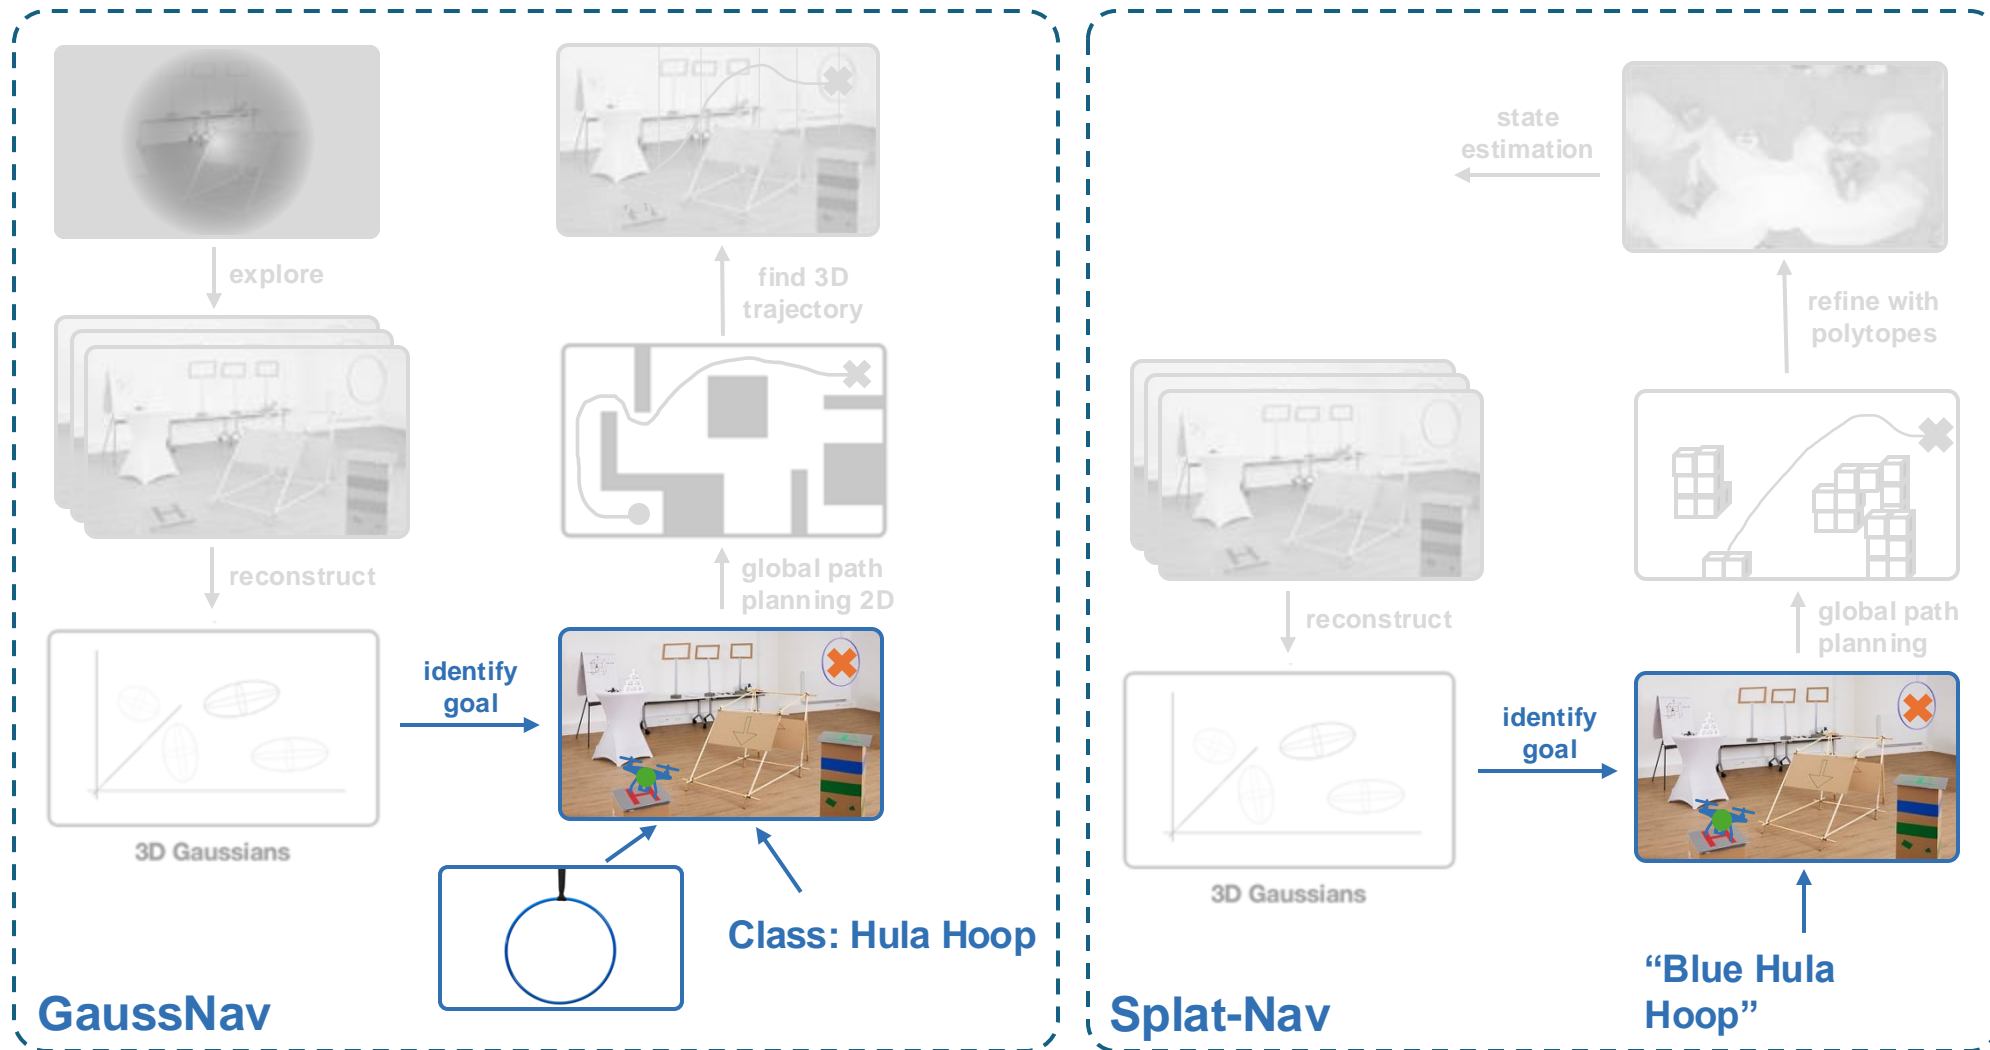 explore
reconstruct
3D Gaussians
identify
goal
find 3D
trajectory
global path
planning 2D
Class: Hula Hoop
GaussNav
state
estimation
refine with
polytopes
reconstruct
global path
planning
3D Gaussians
identify
goal
“Blue Hula
Hoop”
Splat-Nav